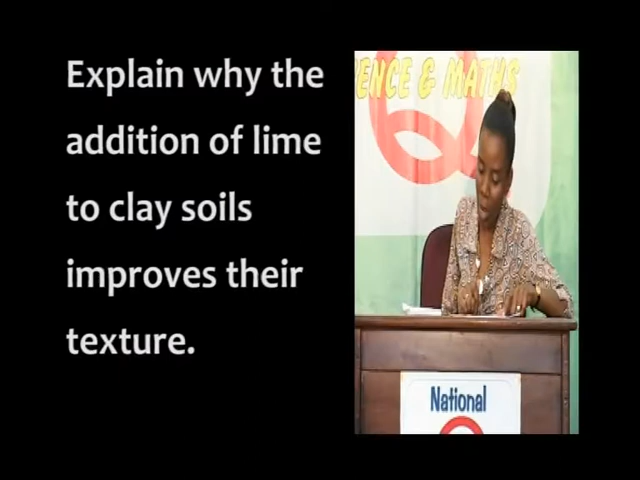 Explain why the
addition of lime
to clay soils
improves their
texture.
ENCE & MATHS
National